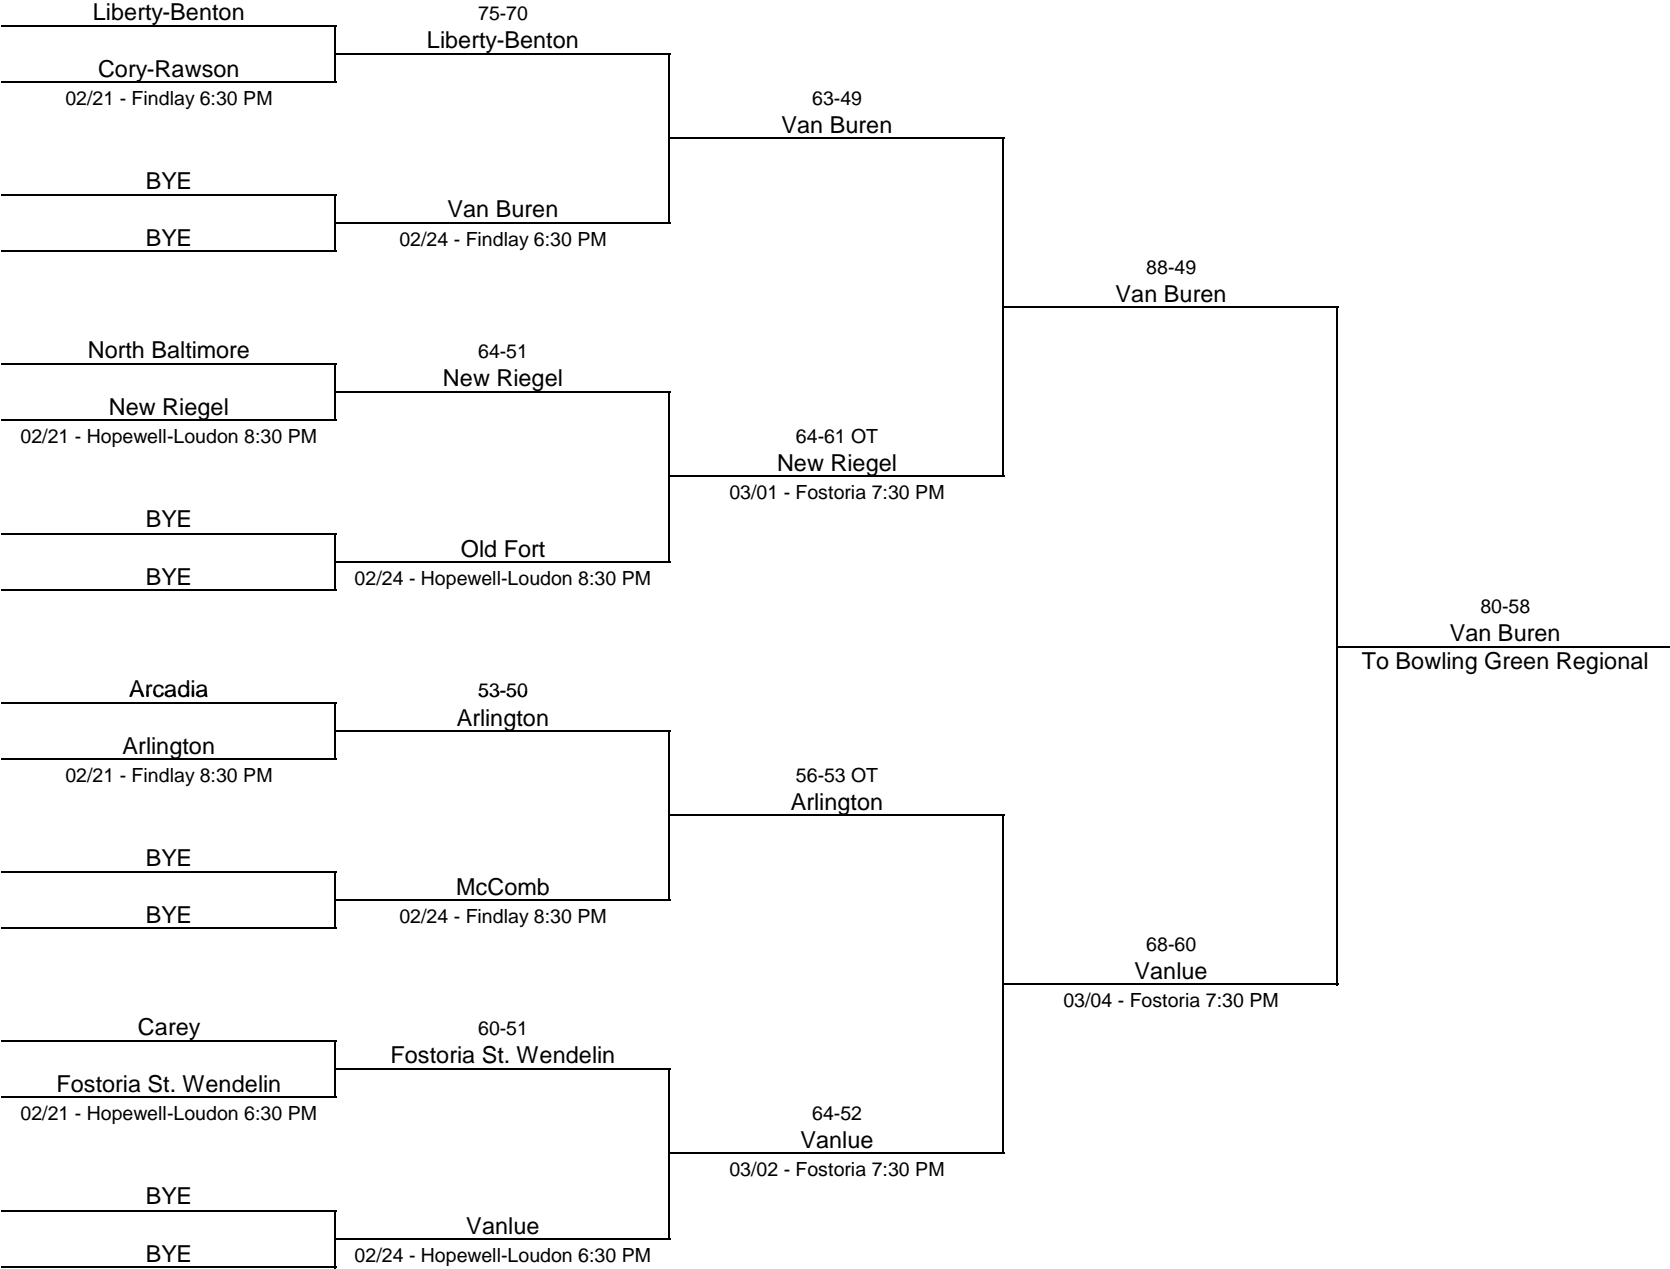 Liberty-Benton
75-70
Liberty-Benton
Cory-Rawson
02/21 - Findlay 6:30 PM
63-49
Van Buren
BYE
Van Buren
BYE
02/24 - Findlay 6:30 PM
88-49
Van Buren
North Baltimore
64-51
New Riegel
New Riegel
02/21 - Hopewell-Loudon 8:30 PM
64-61 OT
New Riegel
03/01 - Fostoria 7:30 PM
BYE
Old Fort
BYE
02/24 - Hopewell-Loudon 8:30 PM
80-58
Van Buren
To Bowling Green Regional
Arcadia
53-50
Arlington
Arlington
02/21 - Findlay 8:30 PM
56-53 OT
Arlington
BYE
McComb
BYE
02/24 - Findlay 8:30 PM
68-60
Vanlue
03/04 - Fostoria 7:30 PM
Carey
60-51
Fostoria St. Wendelin
Fostoria St. Wendelin
02/21 - Hopewell-Loudon 6:30 PM
64-52
Vanlue
03/02 - Fostoria 7:30 PM
BYE
Vanlue
BYE
02/24 - Hopewell-Loudon 6:30 PM